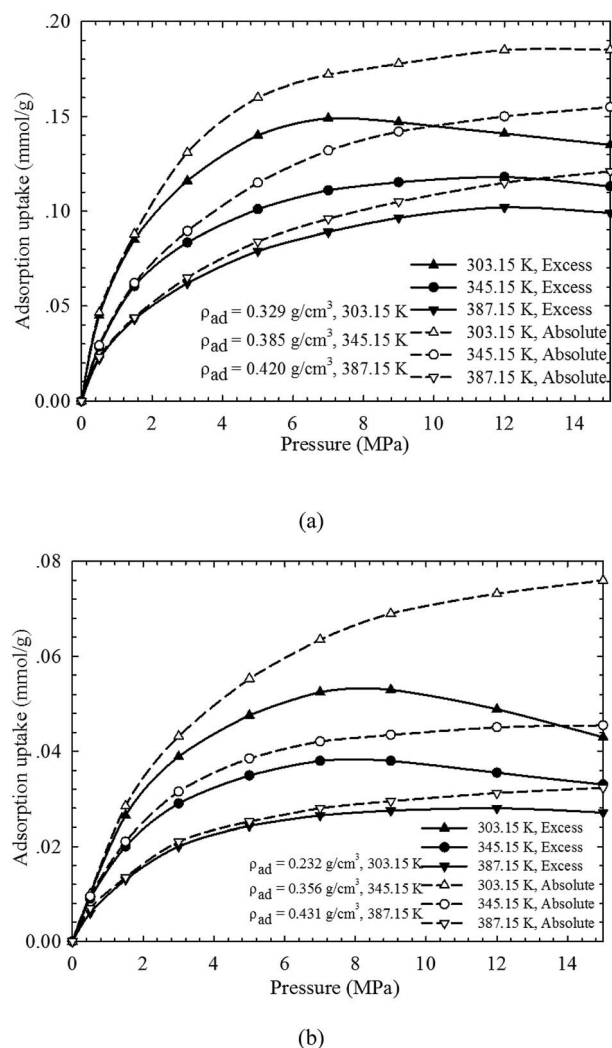 .20
.15
.10
.05
0.00
Adsorption uptake (mmol/g)
303.15 K, Excess
345.15 K, Excess
387.15 K, Excess
303.15 K, Absolute
345.15 K, Absolute
387.15 K, Absolute
ρad = 0.329 g/cm³, 303.15 K
ρad = 0.385 g/cm³, 345.15 K
ρad = 0.420 g/cm³, 387.15 K
0 2 4 6 8 10 12 14
Pressure (MPa)
(a)
.08
.06
.04
.02
0.00
Adsorption uptake (mmol/g)
303.15 K, Excess
345.15 K, Excess
387.15 K, Excess
303.15 K, Absolute
345.15 K, Absolute
387.15 K, Absolute
ρad = 0.232 g/cm³, 303.15 K
ρad = 0.356 g/cm³, 345.15 K
ρad = 0.431 g/cm³, 387.15 K
0 2 4 6 8 10 12 14
Pressure (MPa)
(b)